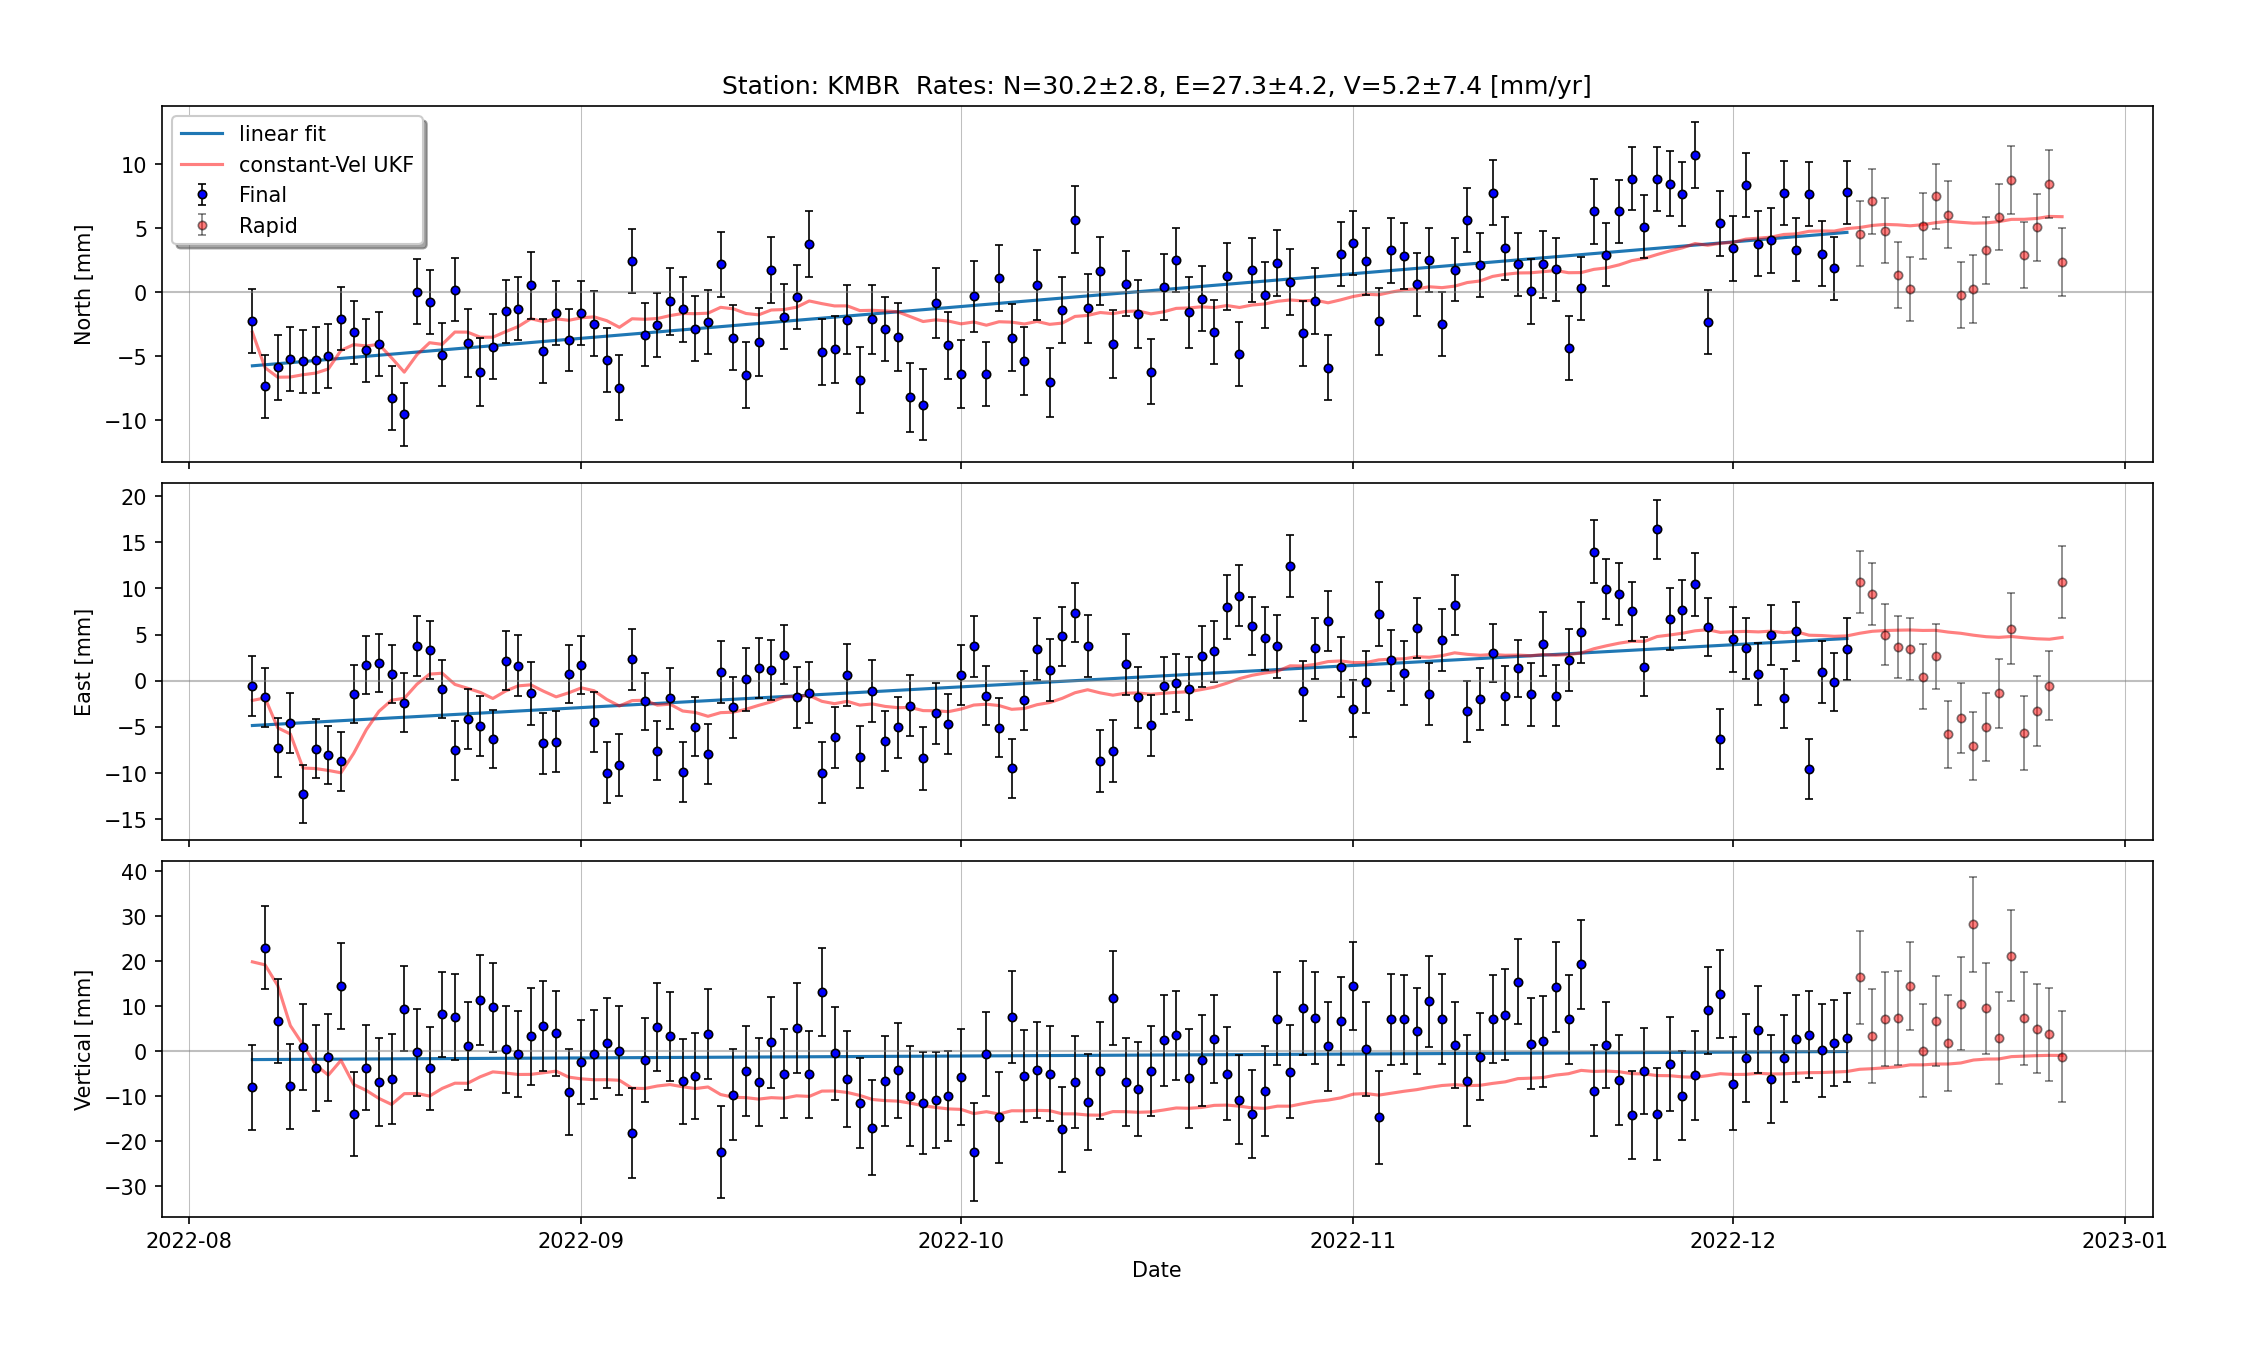 Station: KMBR  Rates: N=30.2±2.8, E=27.3±4.2, V=5.2±7.4 [mm/yr]
linear fit
constant-Vel UKF
Final
Rapid
North [mm]
10
5
0
−5
−10
East [mm]
20
15
10
5
0
−5
−10
−15
Vertical [mm]
40
30
20
10
0
−10
−20
−30
2022-08 2022-09 2022-10 2022-11 2022-12 2023-01
Date